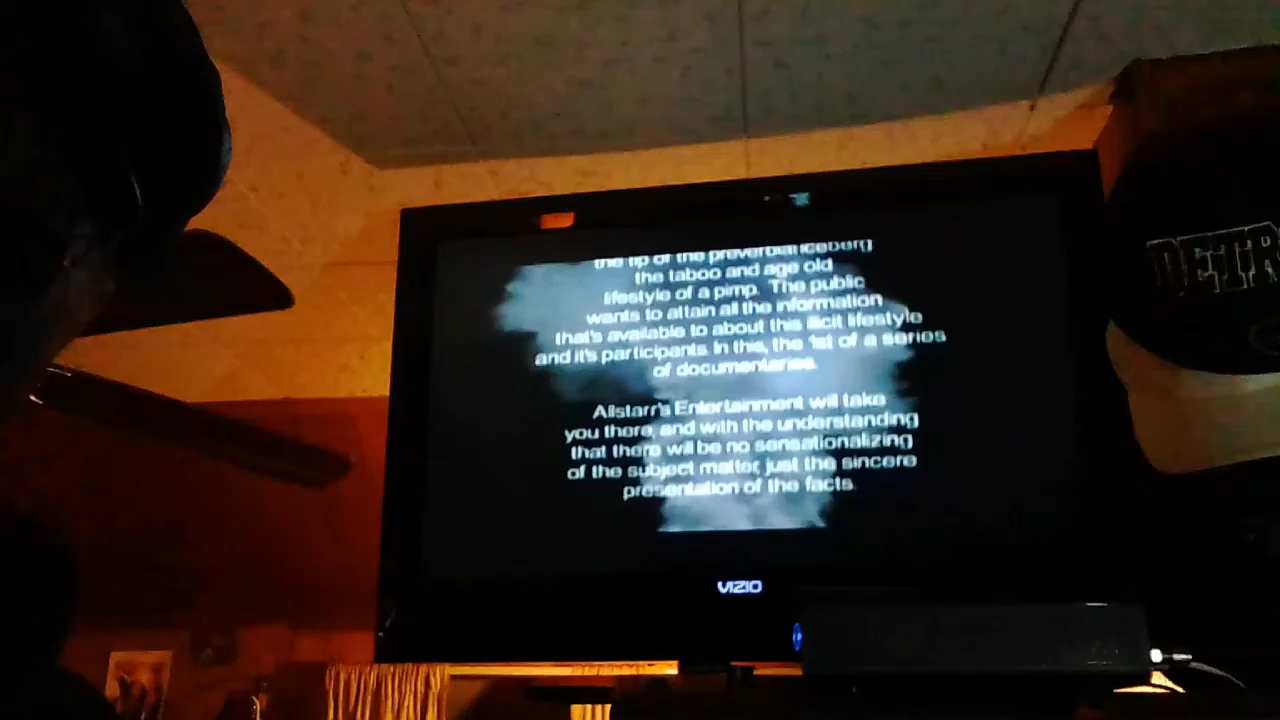 the tip of the preverbial iceberg
the taboo and age old
lifestyle of a pimp. The public
wants to attain all the information
that's available to about this illicit lifestyle
and it's participants. In this, the 1st of a series
of documentaries.
Allstarr's Entertainment will take
you there, and with the understanding
that there will be no sensationalizing
of the subject matter, just the sincere
presentation of the facts.
VIZIO
DETR